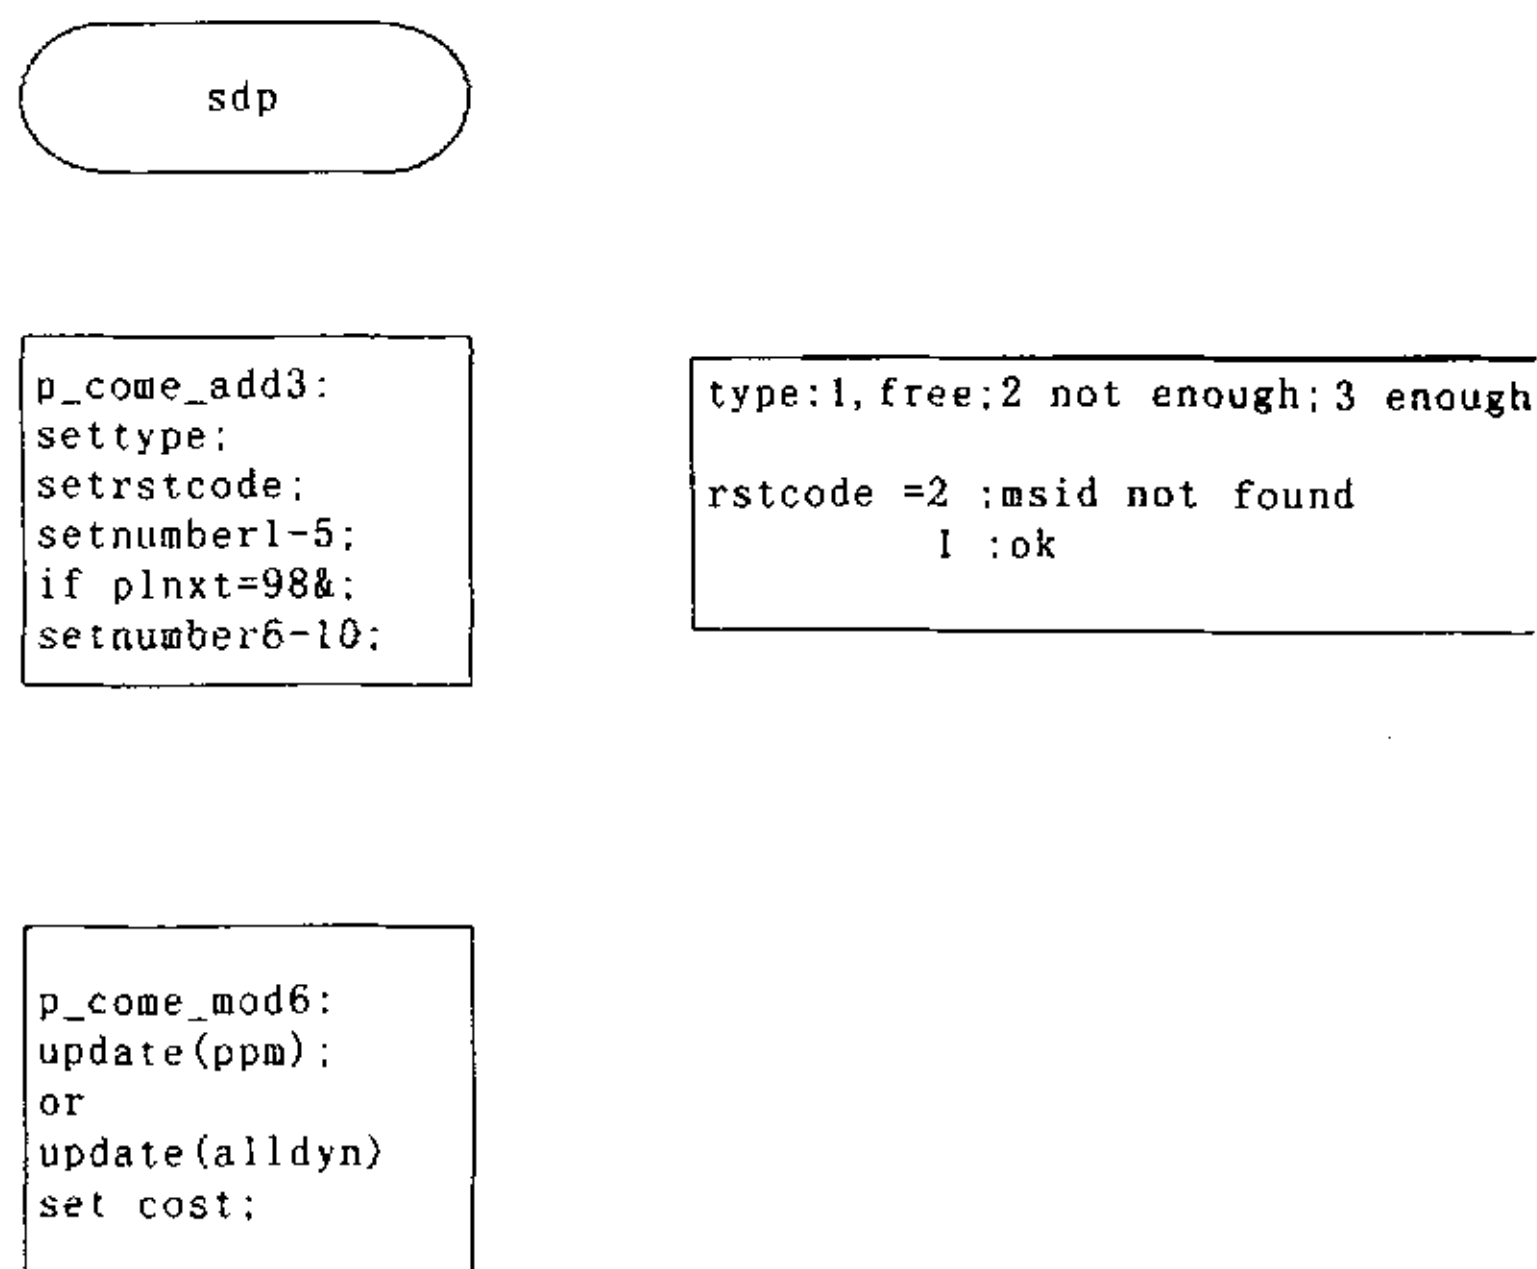 sdp
p_come_add3:
settype;
setrstcode;
setnumber1-5;
if plnxt=98&;
setnumber6-10;
type:1,free;2 not enough;3 enough
rstcode =2 ;msid not found
1 :ok
p_come_mod6:
update(ppm);
or
update(alldyn)
set cost;